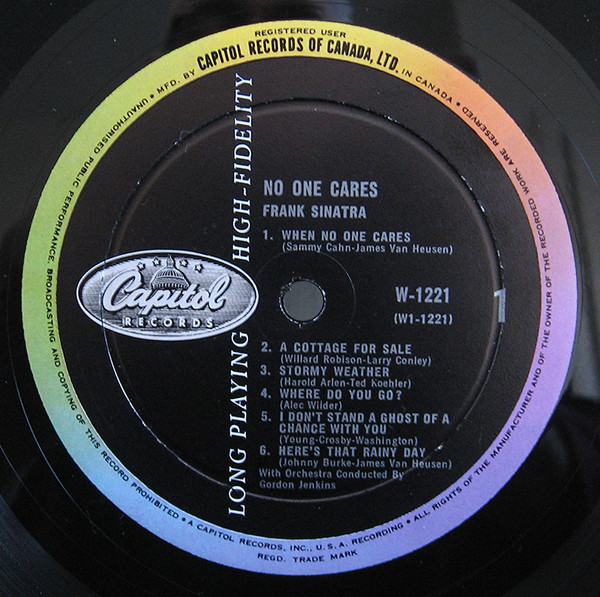 REGISTERED USER
• MFD. BY CAPITOL RECORDS OF CANADA, LTD. IN CANADA •
UNAUTHORISED PUBLIC PERFORMANCE, BROADCASTING AND COPYING OF THIS RECORD PROHIBITED • A CAPITOL RECORDS, INC., U. S. A. RECORDING • ALL RIGHTS OF THE MANUFACTURER AND OF THE OWNER OF THE RECORDED WORK ARE RESERVED
REGD. TRADE MARK
LONG PLAYING HIGH-FIDELITY
Capitol
RECORDS
NO ONE CARES
FRANK SINATRA
1. WHEN NO ONE CARES
(Sammy Cahn-James Van Heusen)
W-1221
1
(W1-1221)
2. A COTTAGE FOR SALE
(Willard Robison-Larry Conley)
3. STORMY WEATHER
(Harold Arlen-Ted Koehler)
4. WHERE DO YOU GO?
(Alec Wilder)
5. I DON'T STAND A GHOST OF A
CHANCE WITH YOU
(Young-Crosby-Washington)
6. HERE'S THAT RAINY DAY
(Johnny Burke-James Van Heusen)
With Orchestra Conducted By
Gordon Jenkins